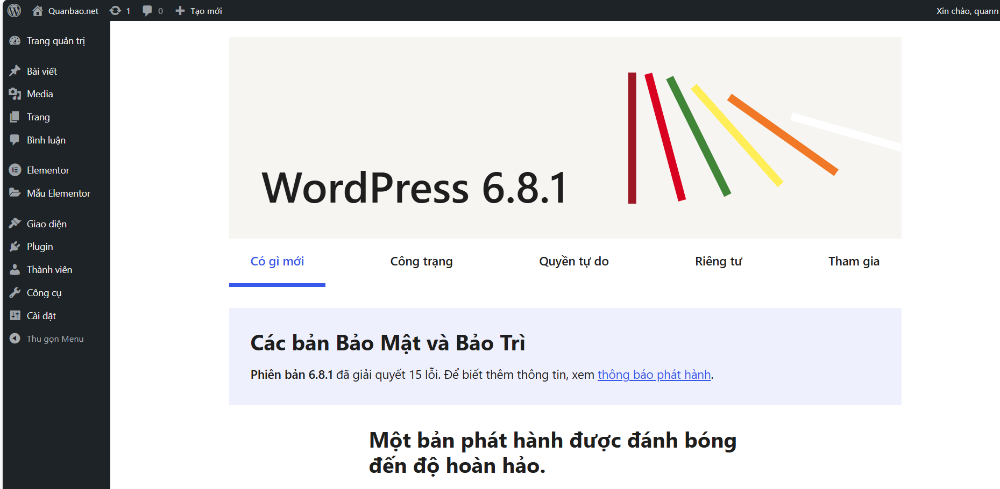 Quanbao.net 1 0 Tạo mới Xin chào, quann
Trang quản trị
Bài viết
Media
Trang
Bình luận
Elementor
Mẫu Elementor
Giao diện
Plugin
Thành viên
Công cụ
Cài đặt
Thu gọn Menu
WordPress 6.8.1
Có gì mới Công trạng Quyền tự do Riêng tư Tham gia
Các bản Bảo Mật và Bảo Trì
Phiên bản 6.8.1 đã giải quyết 15 lỗi. Để biết thêm thông tin, xem thông báo phát hành.
Một bản phát hành được đánh bóng
đến độ hoàn hảo.